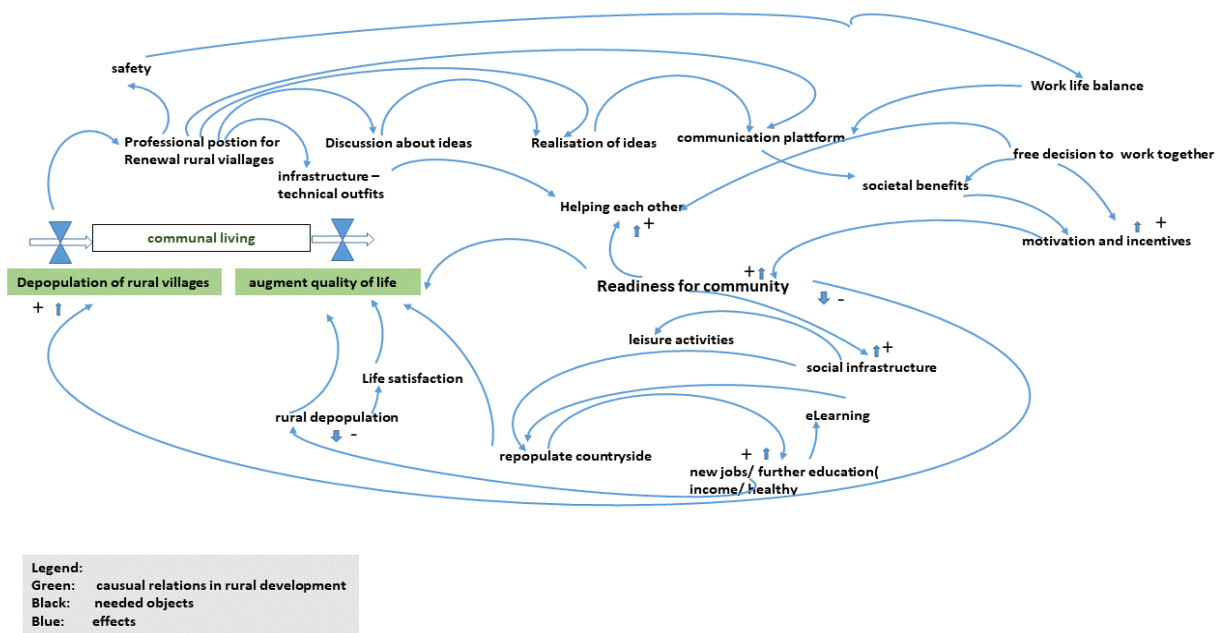 safety
Work life balance
Professional postion for
Renewal rural viallages
Discussion about ideas
Realisation of ideas
communication plattform
free decision to work together
infrastructure –
technical outfits
societal benefits
Helping each other
+
+
motivation and incentives
communal living
Depopulation of rural villages
augment quality of life
+
Readiness for community
+
-
leisure activities
+
social infrastructure
Life satisfaction
rural depopulation
-
eLearning
repopulate countryside
+
new jobs/ further education(
income/ healthy
Legend:
Green: causual relations in rural development
Black: needed objects
Blue: effects